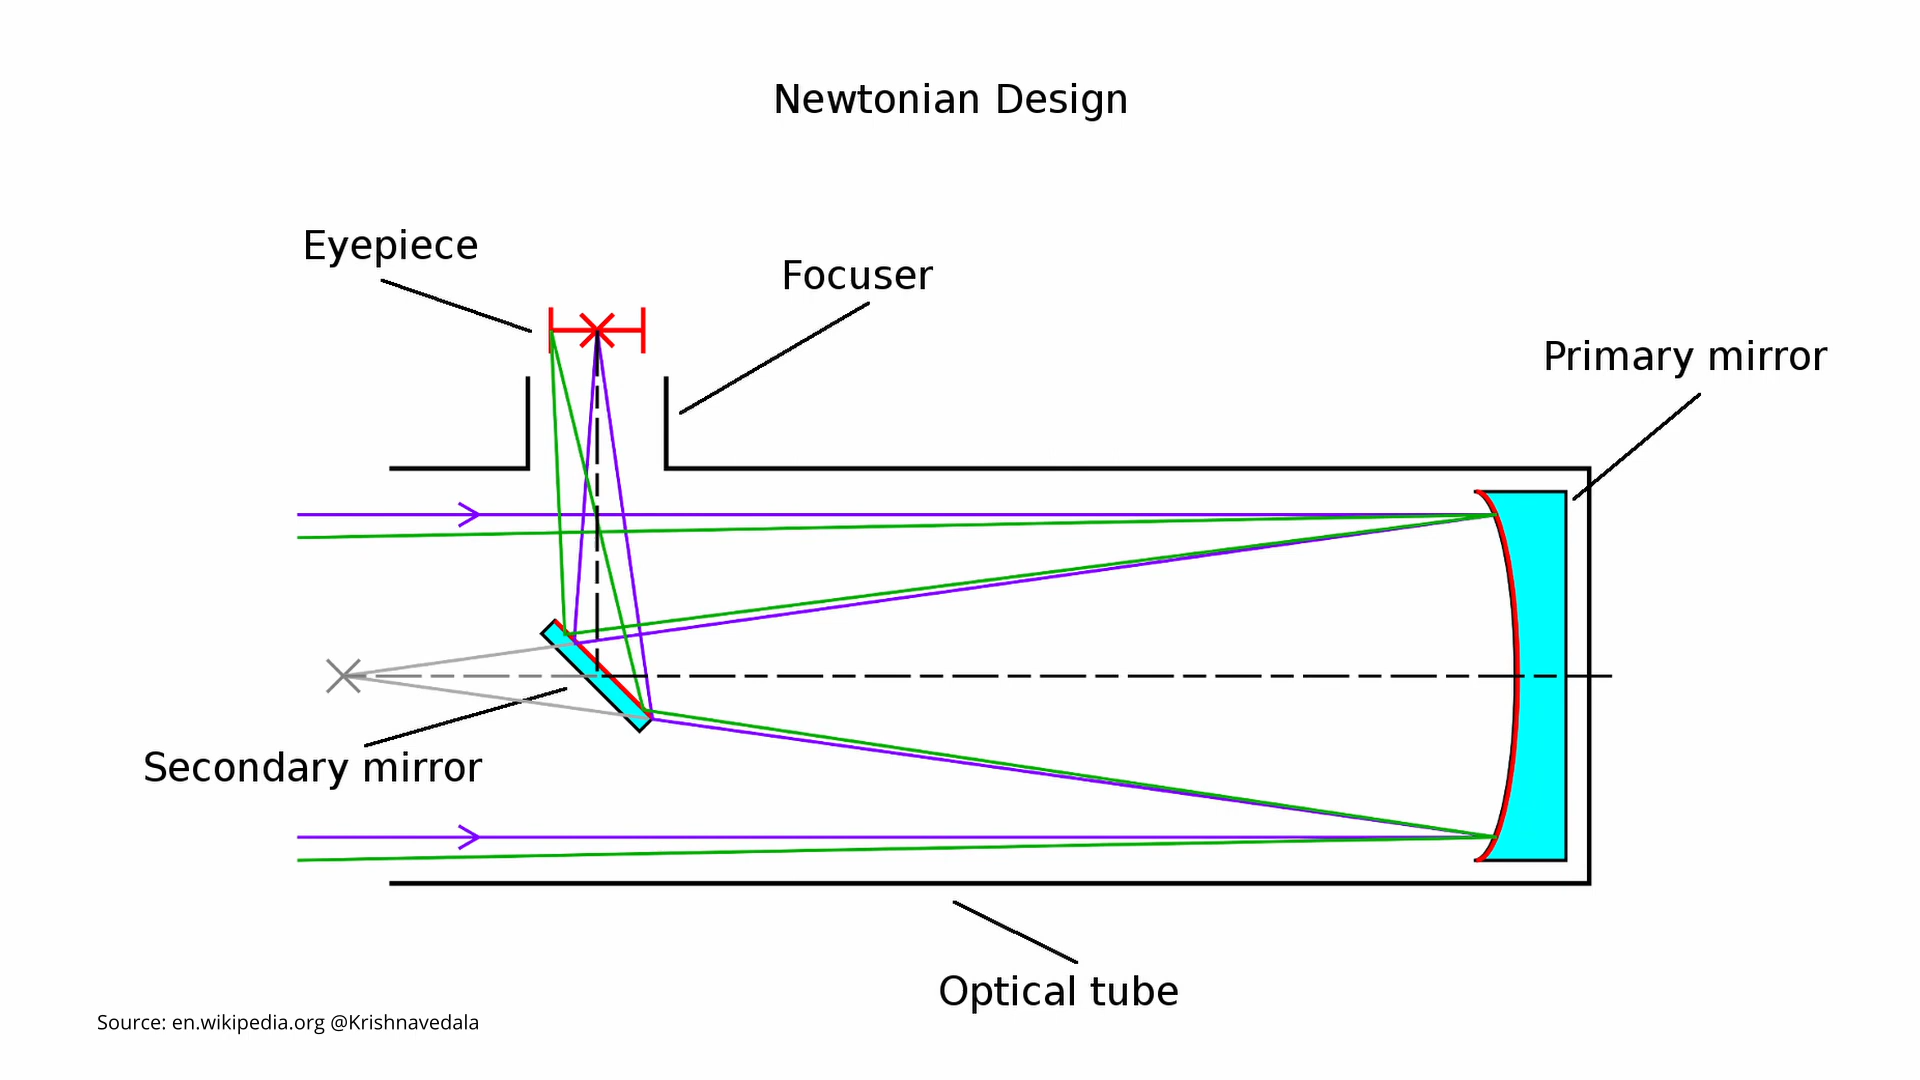 Newtonian Design
Eyepiece
Focuser
Primary mirror
Secondary mirror
Optical tube
Source: en.wikipedia.org @Krishnavedala